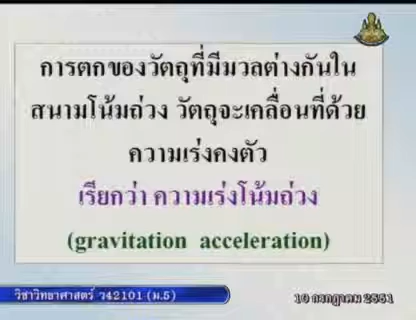 การตกของวัตถุที่มีมวลต่างกันใน
สนามโน้มถ่วง วัตถุจะเคลื่อนที่ด้วย
ความเร่งคงตัว
เรียกว่า ความเร่งโน้มถ่วง
(gravitation acceleration)
วิชาวิทยาศาสตร์ ว42101 (ม.5)
10 กรกฎาคม 2551